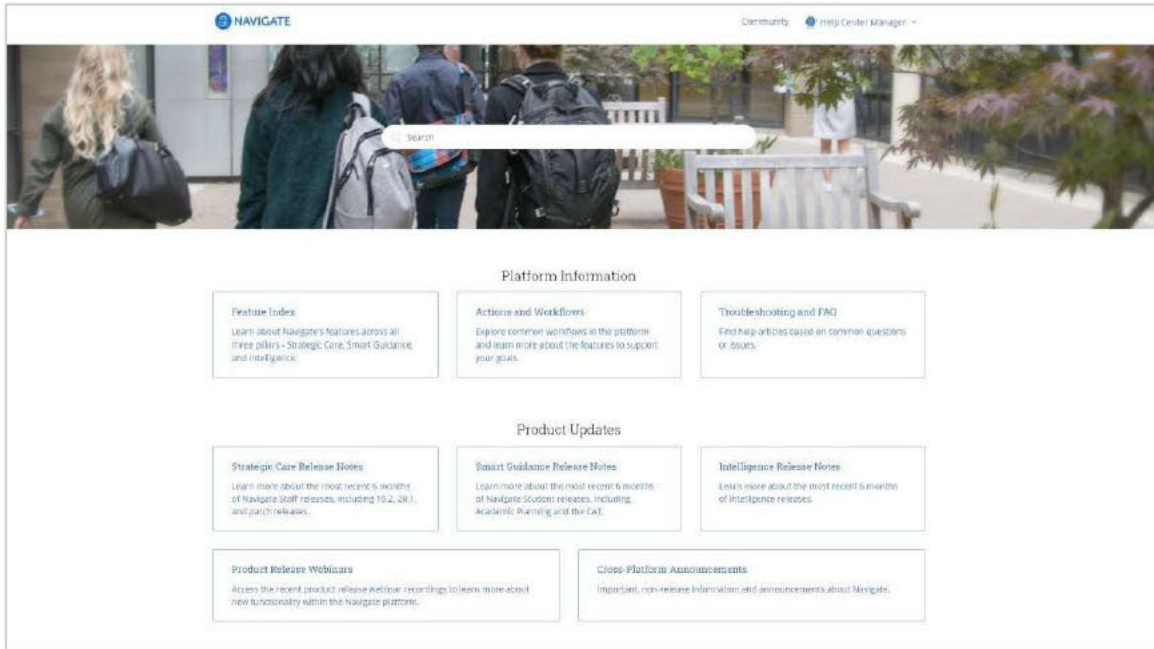 NAVIGATE
Community
Help Center Manager
Search
Platform Information
Feature Index
Learn about Navigate's features across all
three pillars - Strategic Care, Smart Guidance,
and Intelligence.
Actions and Workflows
Explore common workflows in the platform
and learn more about the features to support
your goals.
Troubleshooting and FAQ
Find help articles based on common questions
or issues.
Product Updates
Strategic Care Release Notes
Learn more about the most recent 6 months
of Navigate Staff releases, including 19.2, 20.1,
and patch releases.
Smart Guidance Release Notes
Learn more about the most recent 6 months
of Navigate Student releases, including
Academic Planning and the CAT.
Intelligence Release Notes
Learn more about the most recent 6 months
of Intelligence releases.
Product Release Webinars
Access the recent product release webinar recordings to learn more about
new functionality within the Navigate platform.
Cross-Platform Announcements
Important, non-release information and announcements about Navigate.